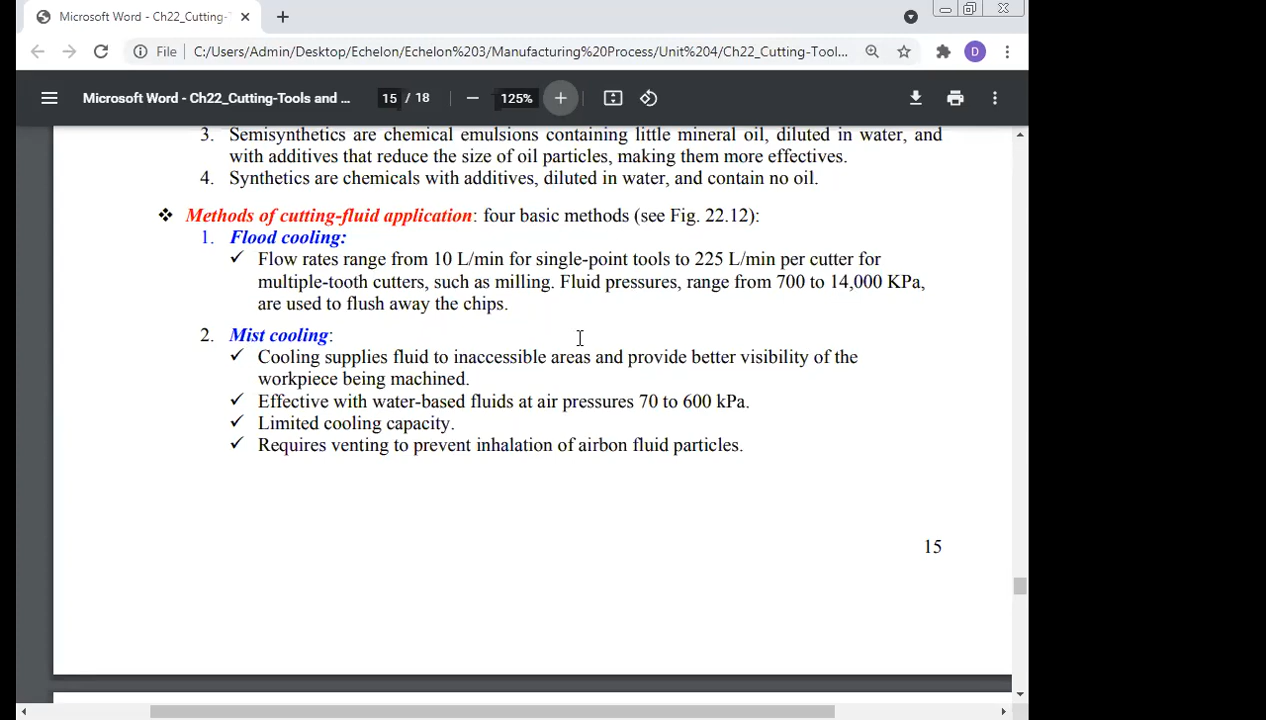 Microsoft Word - Ch22_Cutting-
File C:/Users/Admin/Desktop/Echelon/Echelon%203/Manufacturing%20Process/Unit%204/Ch22_Cutting-Tool... D
Microsoft Word - Ch22_Cutting-Tools and ... 15 / 18 125%
3. Semisynthetics are chemical emulsions containing little mineral oil, diluted in water, and
with additives that reduce the size of oil particles, making them more effectives.
4. Synthetics are chemicals with additives, diluted in water, and contain no oil.
❖ Methods of cutting-fluid application: four basic methods (see Fig. 22.12):
1. Flood cooling:
✓ Flow rates range from 10 L/min for single-point tools to 225 L/min per cutter for
multiple-tooth cutters, such as milling. Fluid pressures, range from 700 to 14,000 KPa,
are used to flush away the chips.
2. Mist cooling:
✓ Cooling supplies fluid to inaccessible areas and provide better visibility of the
workpiece being machined.
✓ Effective with water-based fluids at air pressures 70 to 600 kPa.
✓ Limited cooling capacity.
✓ Requires venting to prevent inhalation of airbon fluid particles.
15